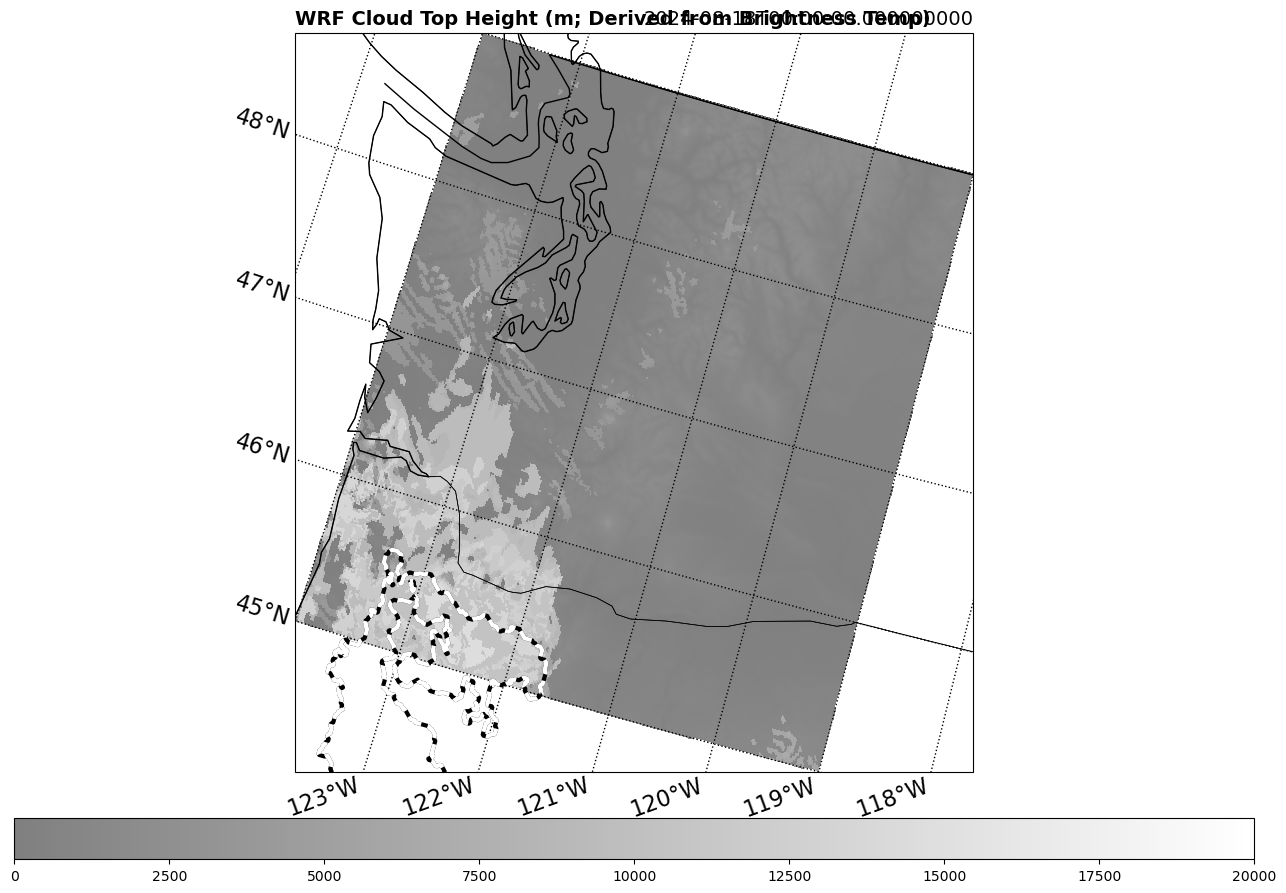 WRF Cloud Top Height (m; Derived from Brightness Temp)
2024-08-18T00:00:00.000000000
48°N
47°N
46°N
45°N
123°W 122°W 121°W 120°W 119°W 118°W
0 2500 5000 7500 10000 12500 15000 17500 20000